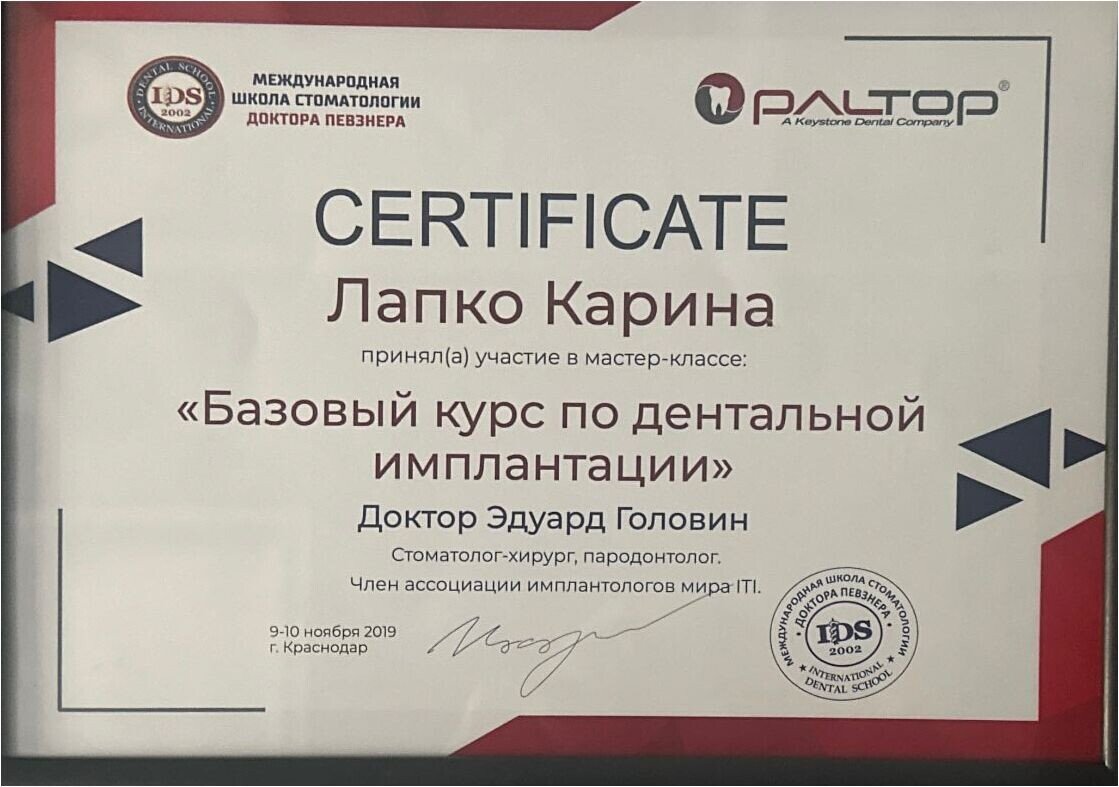 МЕЖДУНАРОДНАЯ
ШКОЛА СТОМАТОЛОГИИ
ДОКТОРА ПЕВЗНЕРА
DENTAL SCHOOL
IDS
2002
INTERNATIONAL
PALTOP®
A Keystone Dental Company
CERTIFICATE
Лапко Карина
принял(а) участие в мастер-классе:
«Базовый курс по дентальной
имплантации»
Доктор Эдуард Головин
Стоматолог-хирург, пародонтолог.
Член ассоциации имплантологов мира ITI.
9-10 ноября 2019
г. Краснодар
МЕЖДУНАРОДНАЯ ШКОЛА СТОМАТОЛОГИИ
ДОКТОРА ПЕВЗНЕРА
IDS
2002
INTERNATIONAL
DENTAL SCHOOL